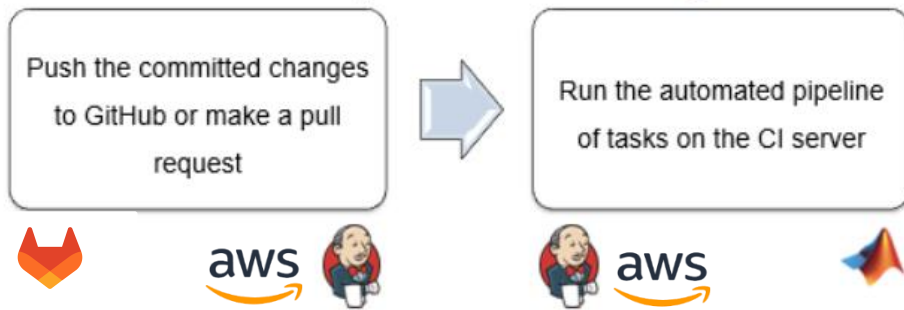 Push the committed changes
to GitHub or make a pull
request
Run the automated pipeline
of tasks on the CI server
aws
aws